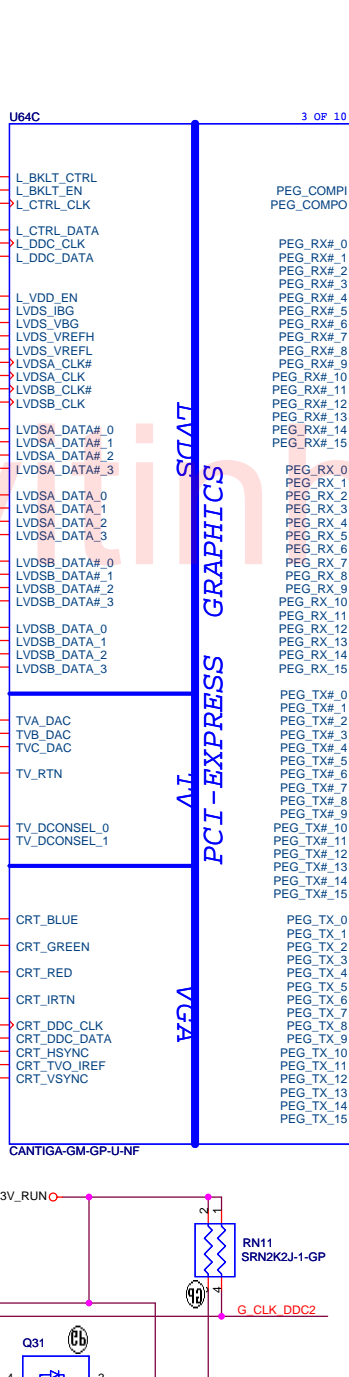 U64C
3 OF 10
L_BKLT_CTRL
L_BKLT_EN
L_CTRL_CLK
L_CTRL_DATA
L_DDC_CLK
L_DDC_DATA
L_VDD_EN
LVDS_IBG
LVDS_VBG
LVDS_VREFH
LVDS_VREFL
LVDSA_CLK#
LVDSA_CLK
LVDSB_CLK#
LVDSB_CLK
LVDSA_DATA#_0
LVDSA_DATA#_1
LVDSA_DATA#_2
LVDSA_DATA#_3
LVDSA_DATA_0
LVDSA_DATA_1
LVDSA_DATA_2
LVDSA_DATA_3
LVDSB_DATA#_0
LVDSB_DATA#_1
LVDSB_DATA#_2
LVDSB_DATA#_3
LVDSB_DATA_0
LVDSB_DATA_1
LVDSB_DATA_2
LVDSB_DATA_3
TVA_DAC
TVB_DAC
TVC_DAC
TV_RTN
TV_DCONSEL_0
TV_DCONSEL_1
CRT_BLUE
CRT_GREEN
CRT_RED
CRT_IRTN
CRT_DDC_CLK
CRT_DDC_DATA
CRT_HSYNC
CRT_TVO_IREF
CRT_VSYNC
LVDS
TV
VGA
PCI-EXPRESS GRAPHICS
PEG_COMPI
PEG_COMPO
PEG_RX#_0
PEG_RX#_1
PEG_RX#_2
PEG_RX#_3
PEG_RX#_4
PEG_RX#_5
PEG_RX#_6
PEG_RX#_7
PEG_RX#_8
PEG_RX#_9
PEG_RX#_10
PEG_RX#_11
PEG_RX#_12
PEG_RX#_13
PEG_RX#_14
PEG_RX#_15
PEG_RX_0
PEG_RX_1
PEG_RX_2
PEG_RX_3
PEG_RX_4
PEG_RX_5
PEG_RX_6
PEG_RX_7
PEG_RX_8
PEG_RX_9
PEG_RX_10
PEG_RX_11
PEG_RX_12
PEG_RX_13
PEG_RX_14
PEG_RX_15
PEG_TX#_0
PEG_TX#_1
PEG_TX#_2
PEG_TX#_3
PEG_TX#_4
PEG_TX#_5
PEG_TX#_6
PEG_TX#_7
PEG_TX#_8
PEG_TX#_9
PEG_TX#_10
PEG_TX#_11
PEG_TX#_12
PEG_TX#_13
PEG_TX#_14
PEG_TX#_15
PEG_TX_0
PEG_TX_1
PEG_TX_2
PEG_TX_3
PEG_TX_4
PEG_TX_5
PEG_TX_6
PEG_TX_7
PEG_TX_8
PEG_TX_9
PEG_TX_10
PEG_TX_11
PEG_TX_12
PEG_TX_13
PEG_TX_14
PEG_TX_15
CANTIGA-GM-GP-U-NF
3V_RUN
2 1
RN11
SRN2K2J-1-GP
4
G_CLK_DDC2
Q31